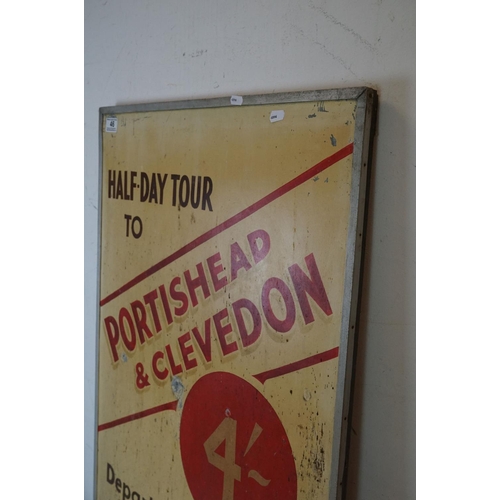 HALF-DAY TOUR
TO
PORTISHEAD
& CLEVEDON
4/-